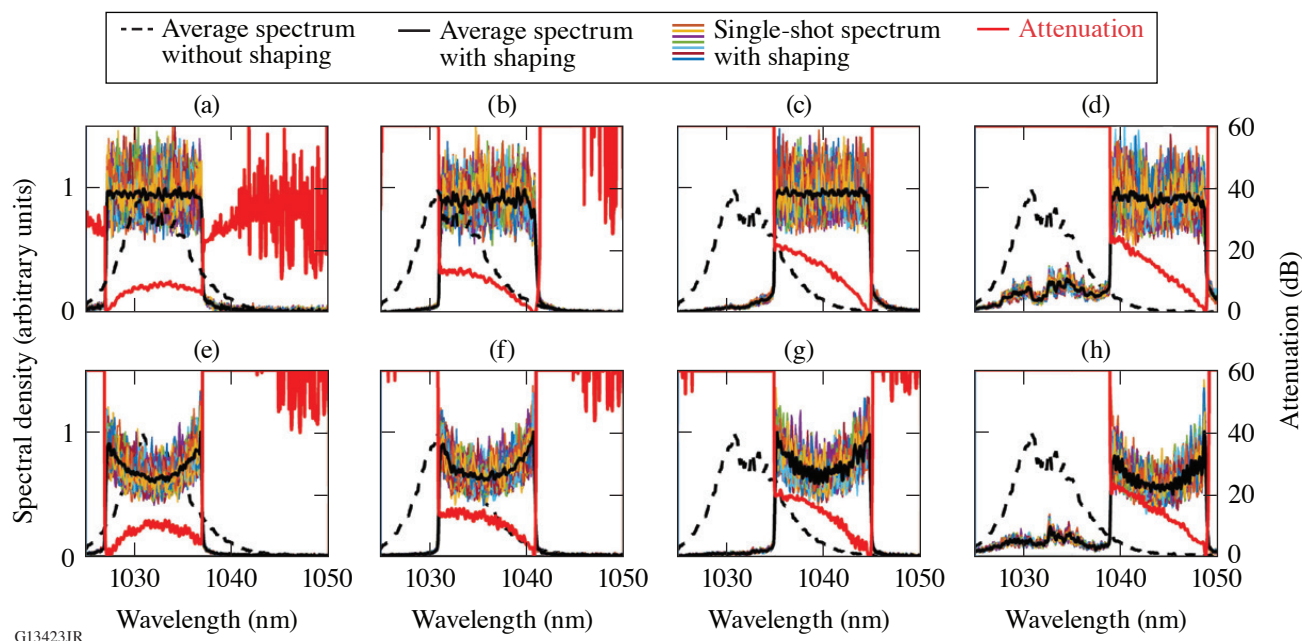 Average spectrum
without shaping
Average spectrum
with shaping
Single-shot spectrum
with shaping
Attenuation
(a) (b) (c) (d)
1
0
60
40
20
0
(e) (f) (g) (h)
1
0
60
40
20
0
1030 1040 1050 1030 1040 1050 1030 1040 1050 1030 1040 1050
Spectral density (arbitrary units)
Attenuation (dB)
Wavelength (nm) Wavelength (nm) Wavelength (nm) Wavelength (nm)
G13423JR